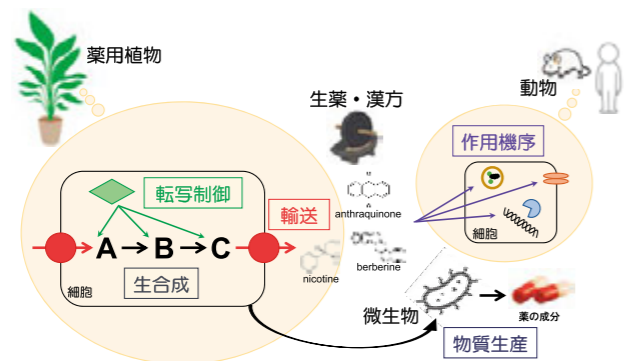 薬用植物
生薬・漢方
動物
作用機序
転写制御
輸送
anthraquinone
A
B
C
細胞
生合成
細胞
nicotine
berberine
微生物
薬の成分
物質生産